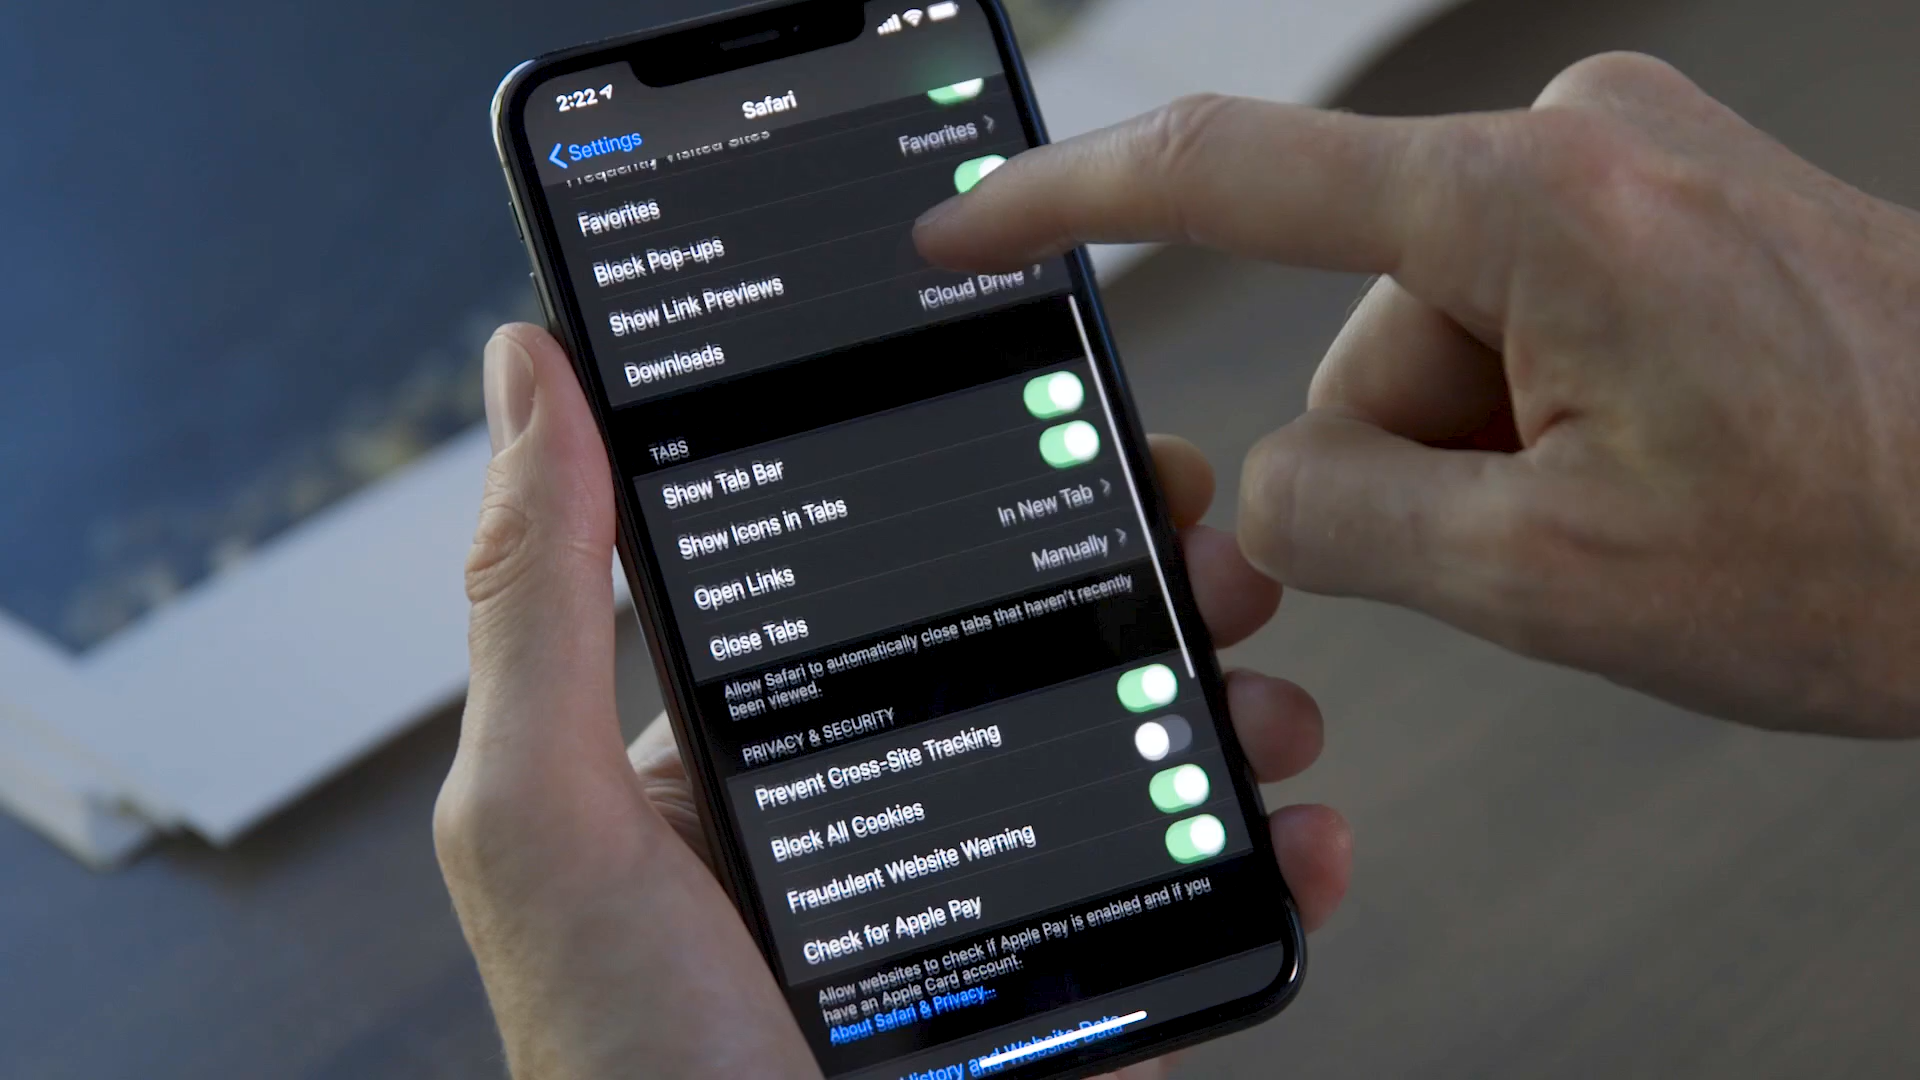 2:22
Safari
Settings
Frequently Visited Sites
Favorites
Favorites
Block Pop-ups
Show Link Previews
Downloads
iCloud Drive
TABS
Show Tab Bar
Show Icons in Tabs
Open Links
In New Tab
Close Tabs
Manually
Allow Safari to automatically close tabs that haven't recently
been viewed.
PRIVACY & SECURITY
Prevent Cross-Site Tracking
Block All Cookies
Fraudulent Website Warning
Check for Apple Pay
Allow websites to check if Apple Pay is enabled and if you
have an Apple Card account.
About Safari & Privacy...
History and Website Data